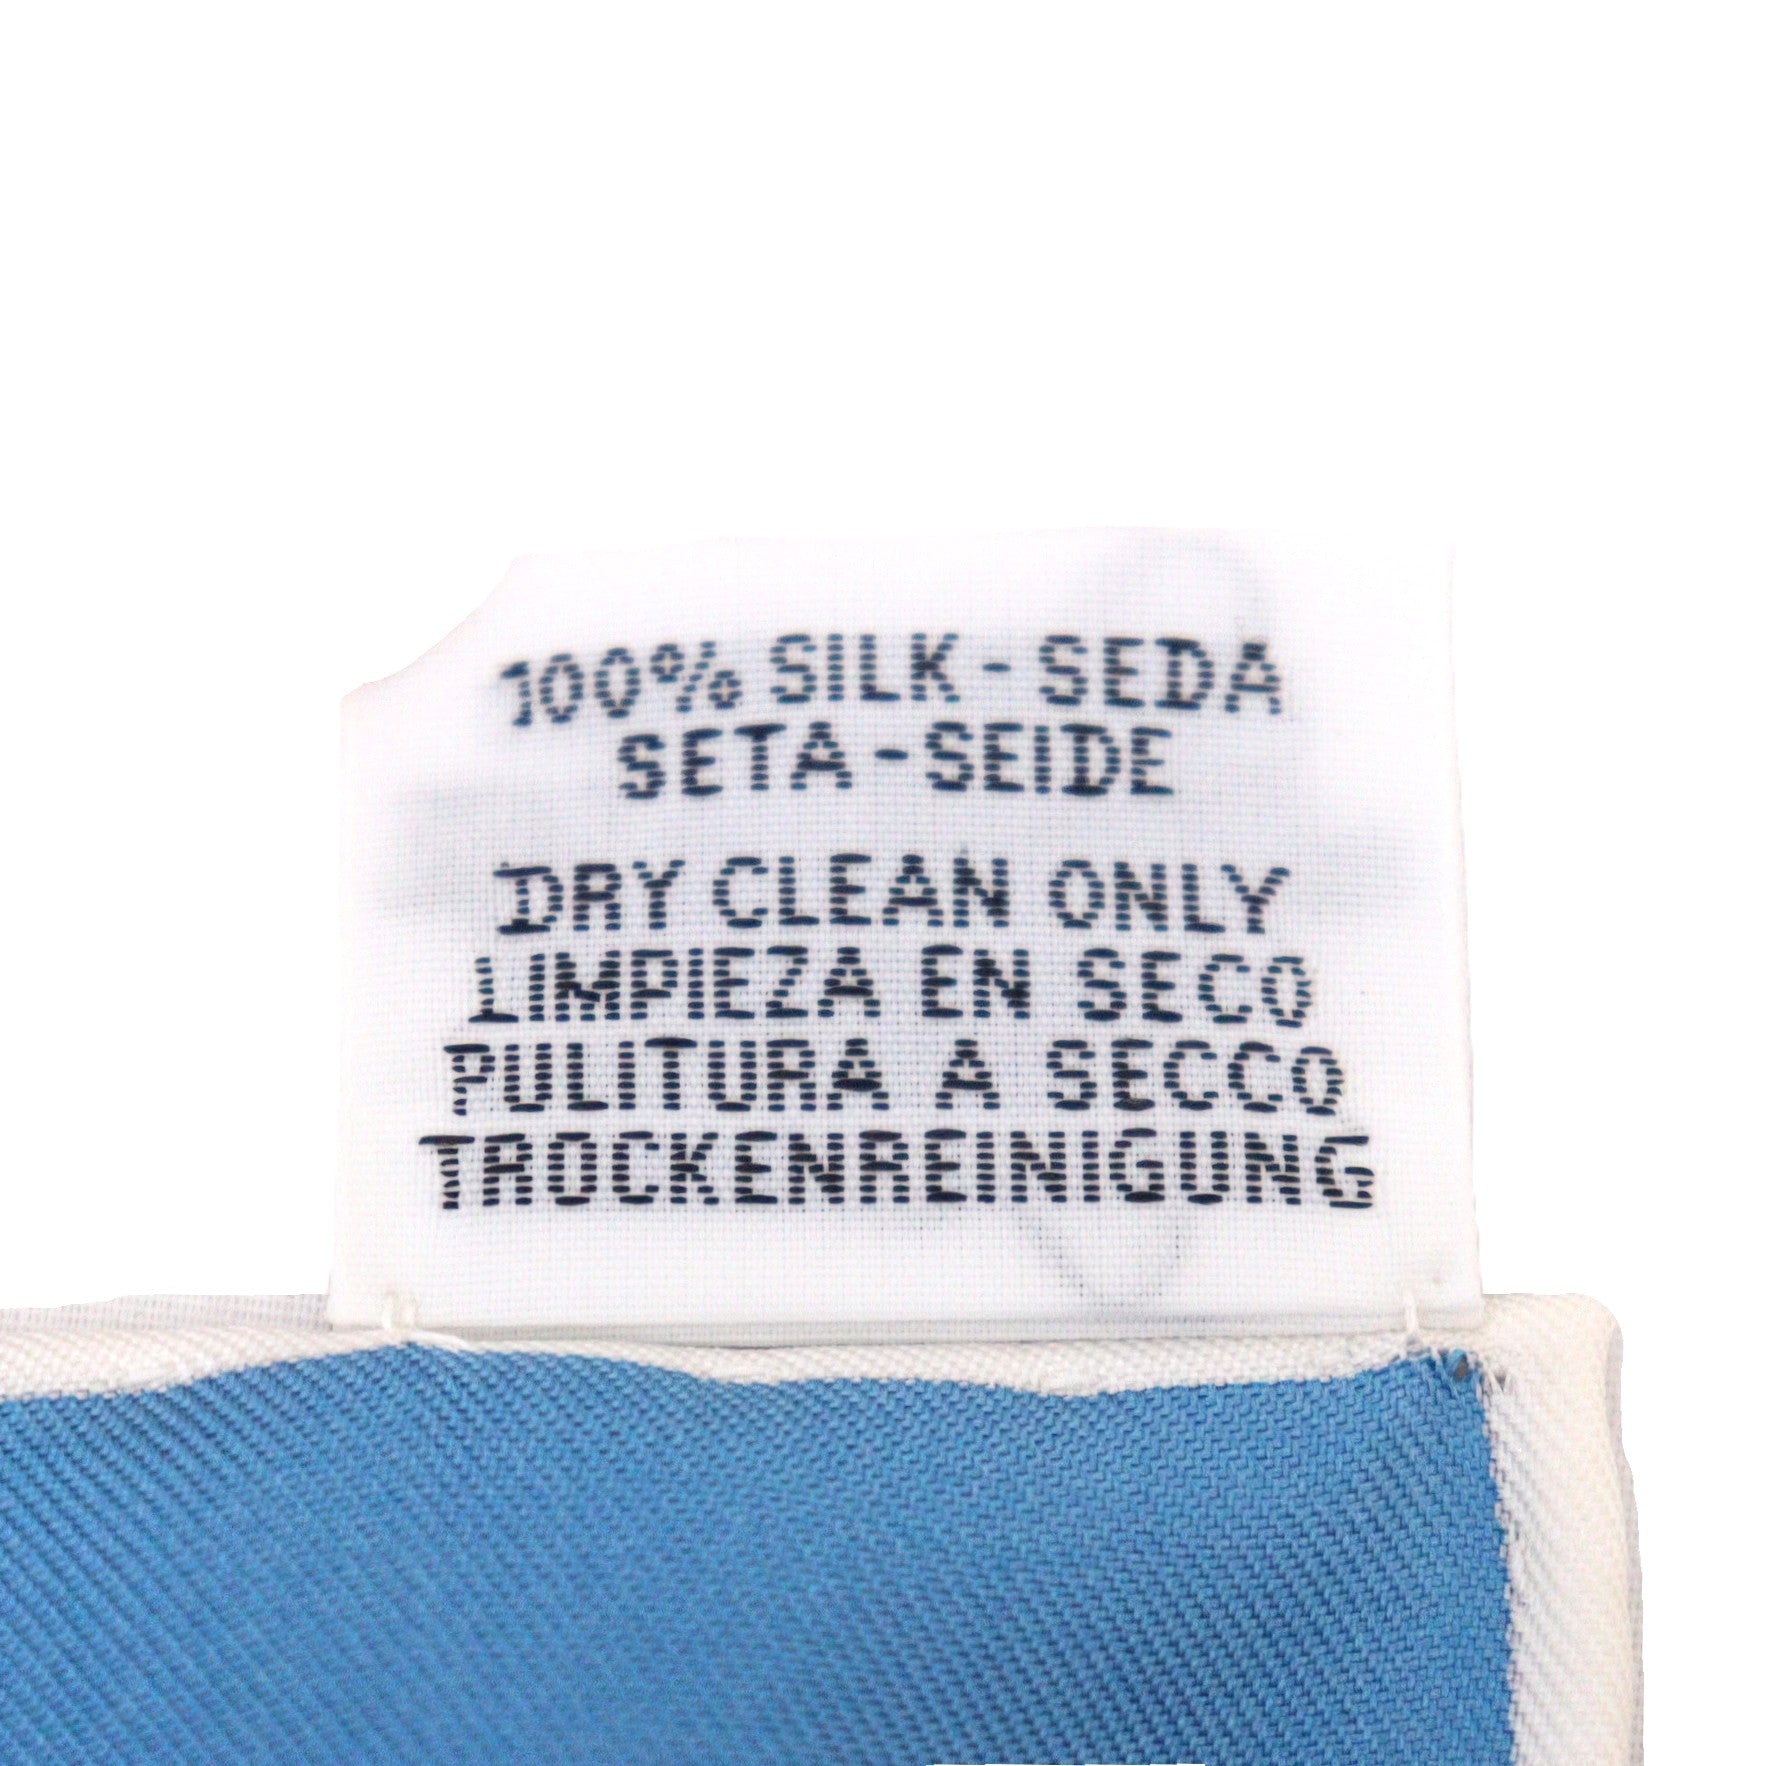 100% SILK - SEDA
SETA - SEIDE
DRY CLEAN ONLY
LIMPIEZA EN SECO
PULITURA A SECCO
TROCKENREINIGUNG